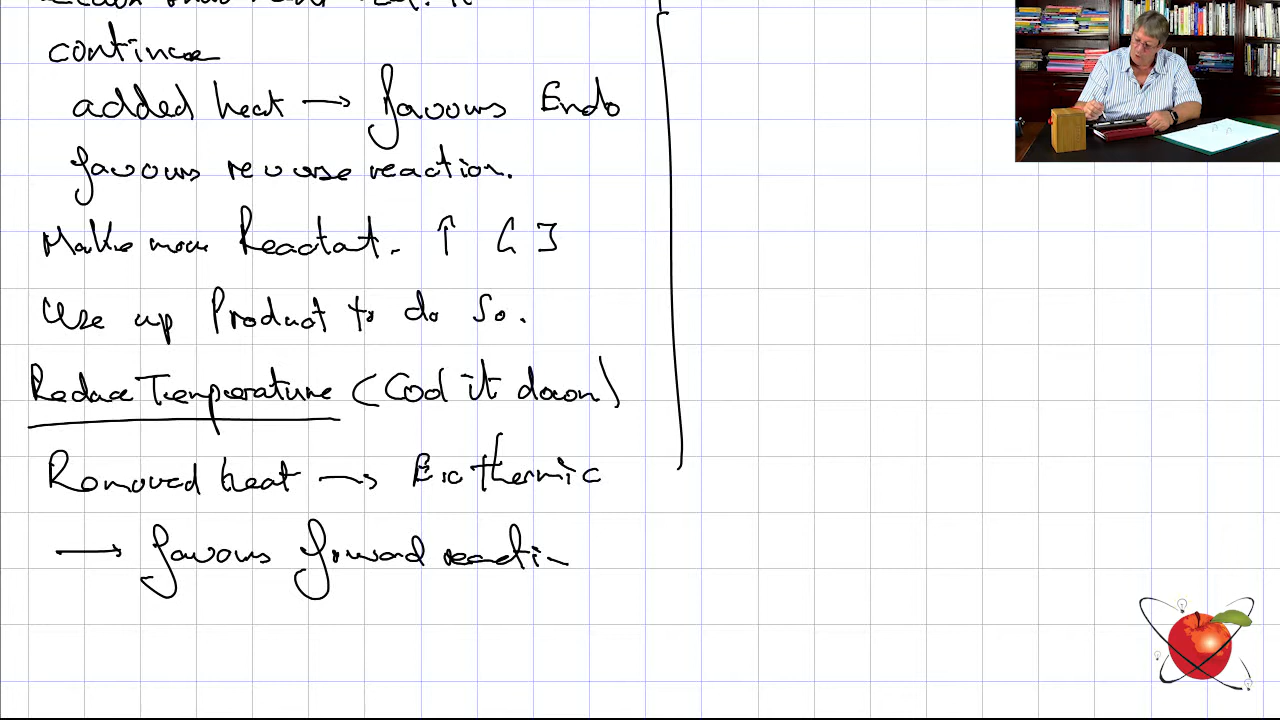 continue
added heat → favours Endo
favours reverse reaction.
Make more Reactant. ↑ [ ]
Use up Product to do so.
Reduce Temperature (Cool it down)
Removed heat → Exothermic
→ favours forward reaction